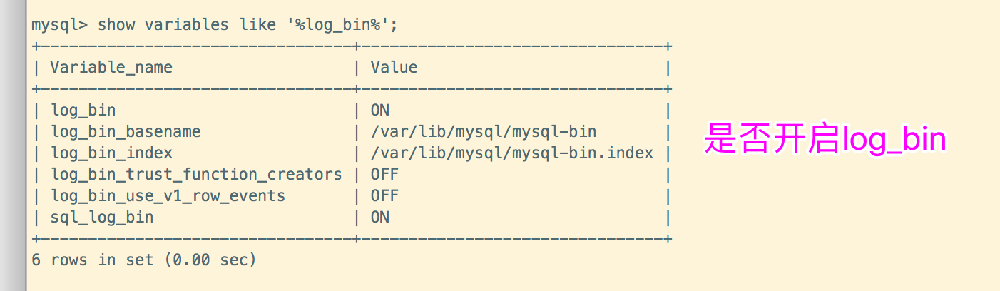 mysql> show variables like '%log_bin%';
+---------------------------------+--------------------------------+
| Variable_name                   | Value                          |
+---------------------------------+--------------------------------+
| log_bin                         | ON                             |
| log_bin_basename                | /var/lib/mysql/mysql-bin       |
| log_bin_index                   | /var/lib/mysql/mysql-bin.index |
| log_bin_trust_function_creators | OFF                            |
| log_bin_use_v1_row_events       | OFF                            |
| sql_log_bin                     | ON                             |
+---------------------------------+--------------------------------+
6 rows in set (0.00 sec)
是否开启log_bin